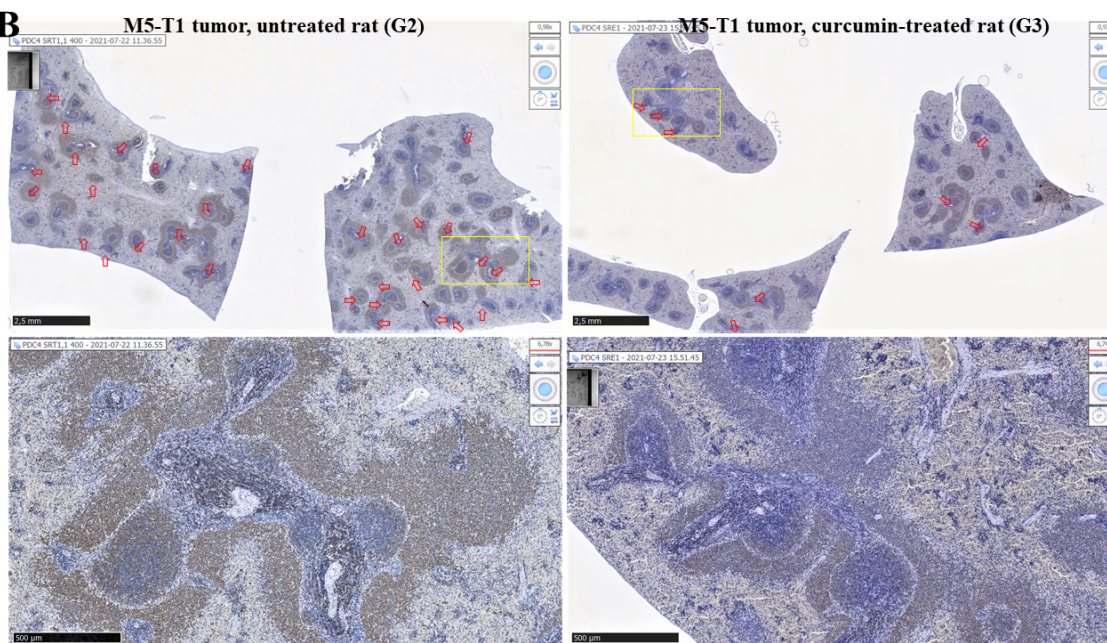 B
M5-T1 tumor, untreated rat (G2)
M5-T1 tumor, curcumin-treated rat (G3)
PDC4 SRT1,1 400 - 2021-07-22 11.36.55
0,98x
PDC4 SRE1 - 2021-07-23 15
2,5 mm
2,5 mm
PDC4 SRT1,1 400 - 2021-07-22 11.36.55
6,78x
PDC4 SRE1 - 2021-07-23 15.51.45
500 µm
500 µm